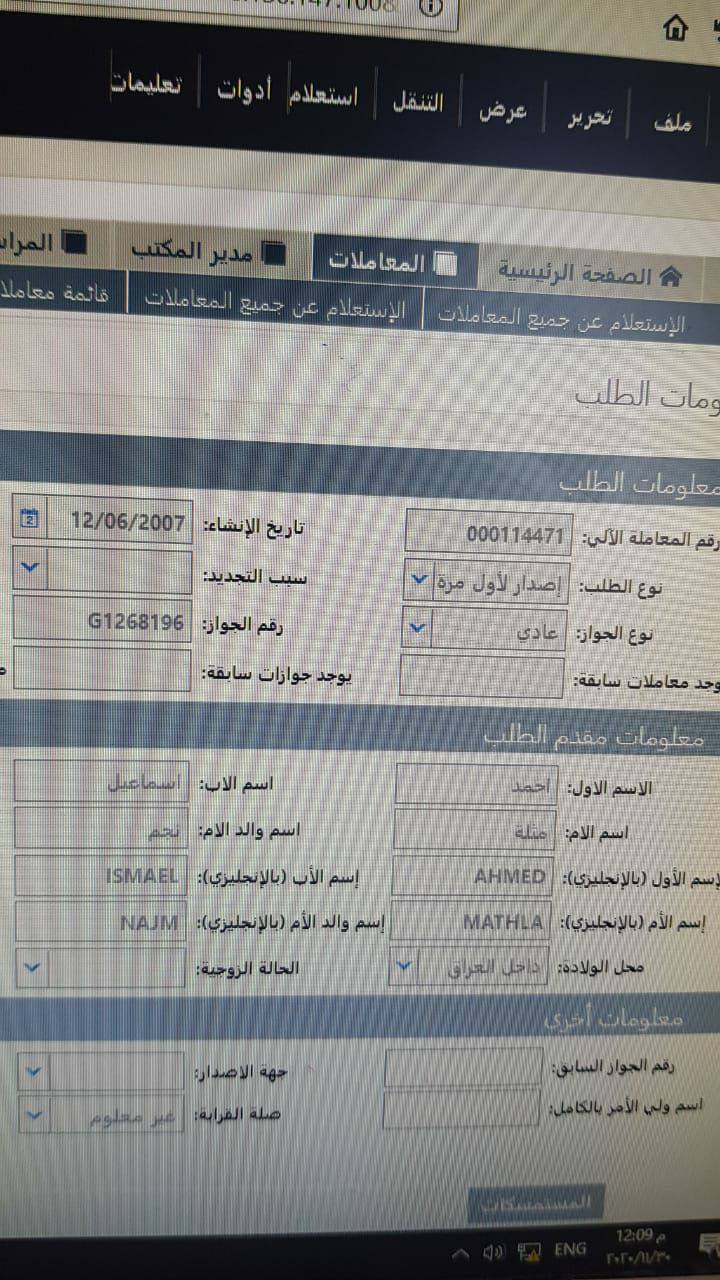 ملف تحرير عرض التنقل استعلام أدوات تعليمات
الصفحة الرئيسية المعاملات مدير المكتب
الإستعلام عن جميع المعاملات الإستعلام عن جميع المعاملات قائمة
ومات الطلب
معلومات الطلب
رقم المعاملة الآلي: 000114471 تاريخ الإنشاء: 12/06/2007
نوع الطلب: إصدار لأول مرة سبب التجديد:
نوع الجواز: عادي رقم الجواز: G1268196
وجد معاملات سابقة: يوجد جوازات سابقة:
معلومات مقدم الطلب
الاسم الاول: احمد اسم الاب: اسماعيل
اسم الام: مثلة اسم والد الام: نجم
إسم الأول (بالإنجليزي): AHMED إسم الأب (بالإنجليزي): ISMAEL
إسم الأم (بالإنجليزي): MATHLA إسم والد الأم (بالإنجليزي): NAJM
محل الولادة: داخل العراق الحالة الزوجية:
معلومات أخرى
رقم الجواز السابق: جهة الاصدار:
اسم ولي الأمر بالكامل: صلة القرابة: غير معلوم
المستمسكات
ENG 12:09 م
٢٠٢٠/١١/٣٠